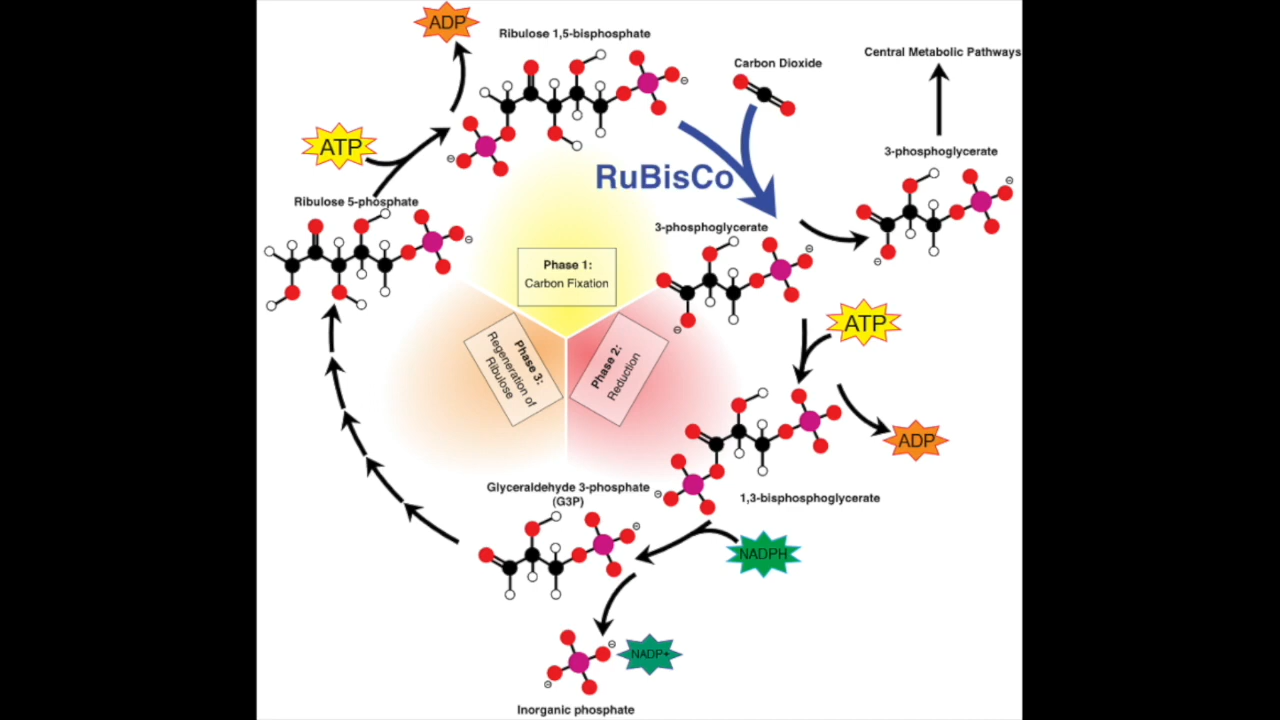 ADP
Ribulose 1,5-bisphosphate
Carbon Dioxide
Central Metabolic Pathways
ATP
RuBisCo
3-phosphoglycerate
Ribulose 5-phosphate
3-phosphoglycerate
Phase 1:
Carbon Fixation
Phase 3:
Regeneration of
Ribulose
Phase 2:
Reduction
ATP
ADP
Glyceraldehyde 3-phosphate
(G3P)
1,3-bisphosphoglycerate
NADPH
NADP+
Inorganic phosphate